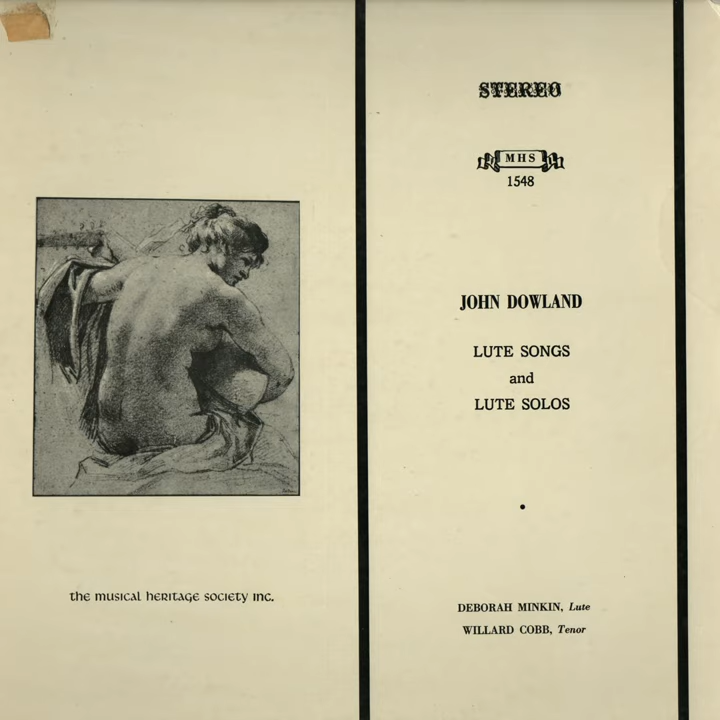 STEREO
MHS
1548
JOHN DOWLAND
LUTE SONGS
and
LUTE SOLOS
the musical heritage society inc.
DEBORAH MINKIN, Lute
WILLARD COBB, Tenor